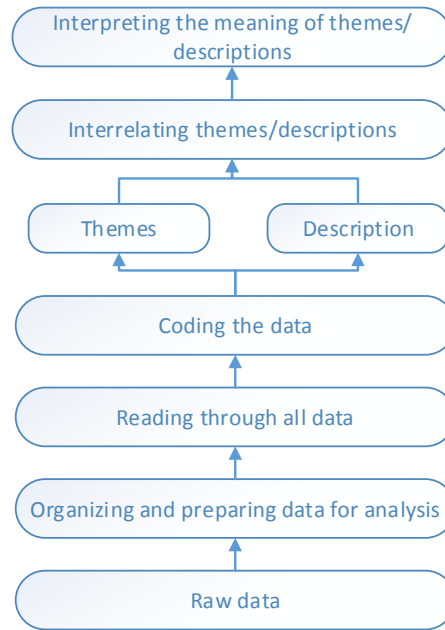 Interpreting the meaning of themes/
descriptions
Interrelating themes/descriptions
Themes
Description
Coding the data
Reading through all data
Organizing and preparing data for analysis
Raw data